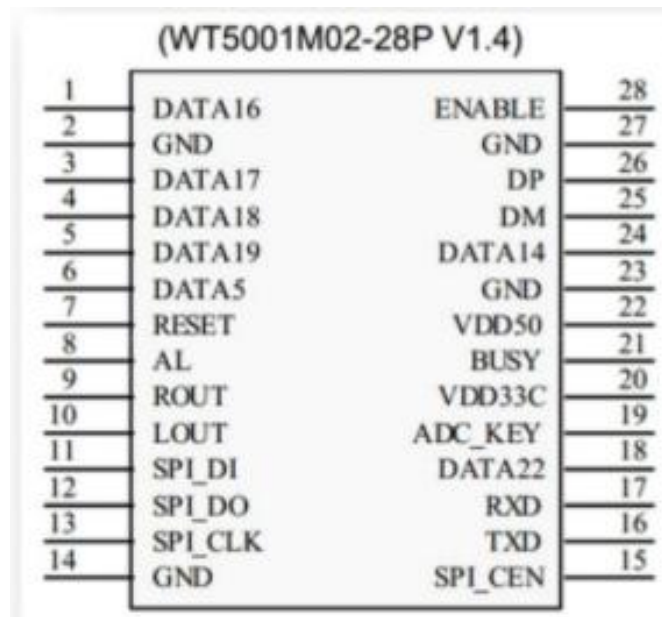 (WT5001M02-28P V1.4)
1 DATA16 ENABLE 28
2 GND GND 27
3 DATA17 DP 26
4 DATA18 DM 25
5 DATA19 DATA14 24
6 DATA5 GND 23
7 RESET VDD50 22
8 AL BUSY 21
9 ROUT VDD33C 20
10 LOUT ADC_KEY 19
11 SPI_DI DATA22 18
12 SPI_DO RXD 17
13 SPI_CLK TXD 16
14 GND SPI_CEN 15